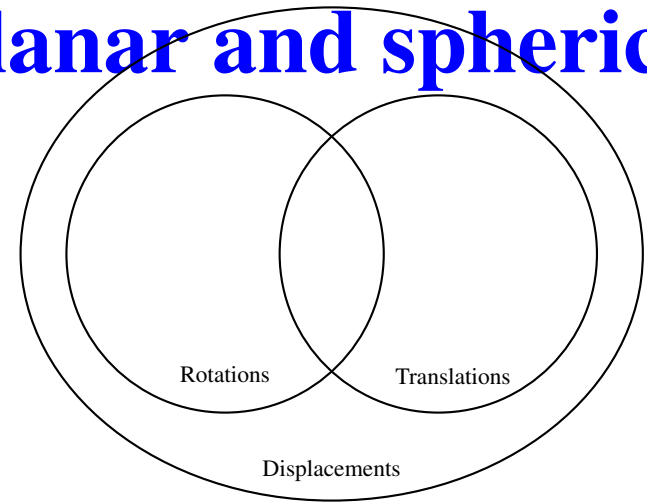 lanar and spheric
Rotations
Translations
Displacements